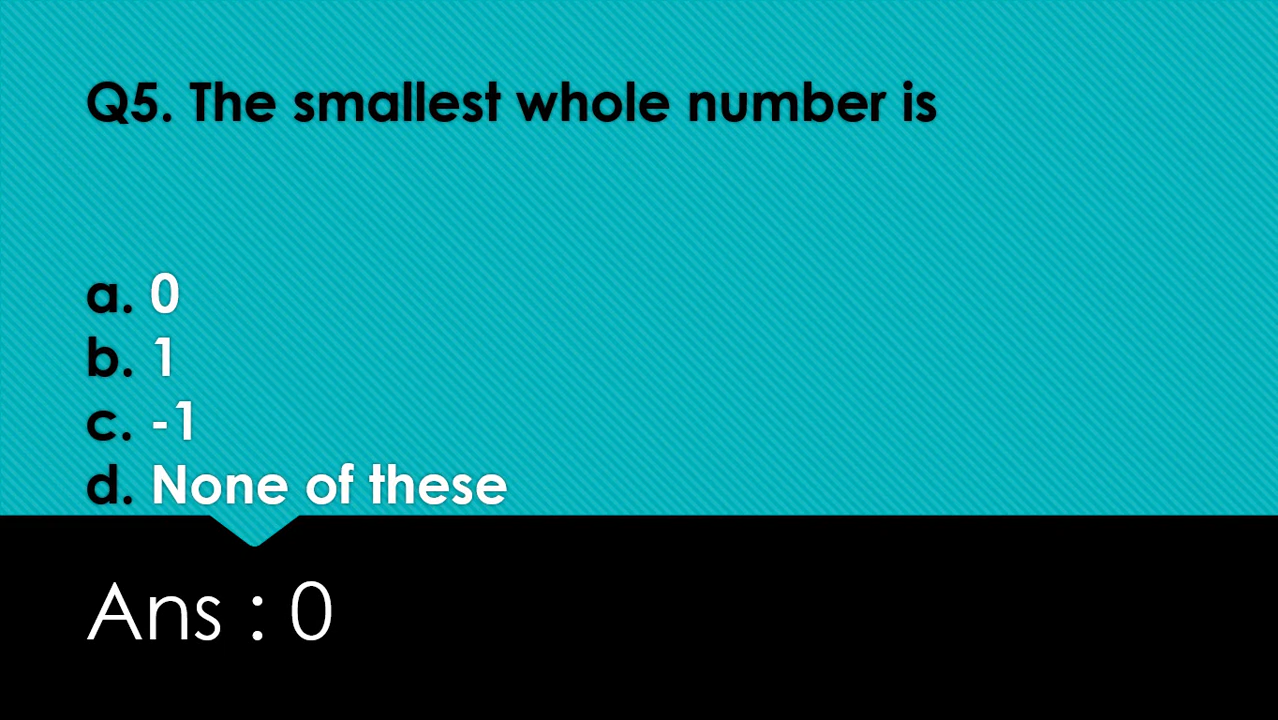 Q5. The smallest whole number is
a. 0
b. 1
c. -1
d. None of these
Ans : 0